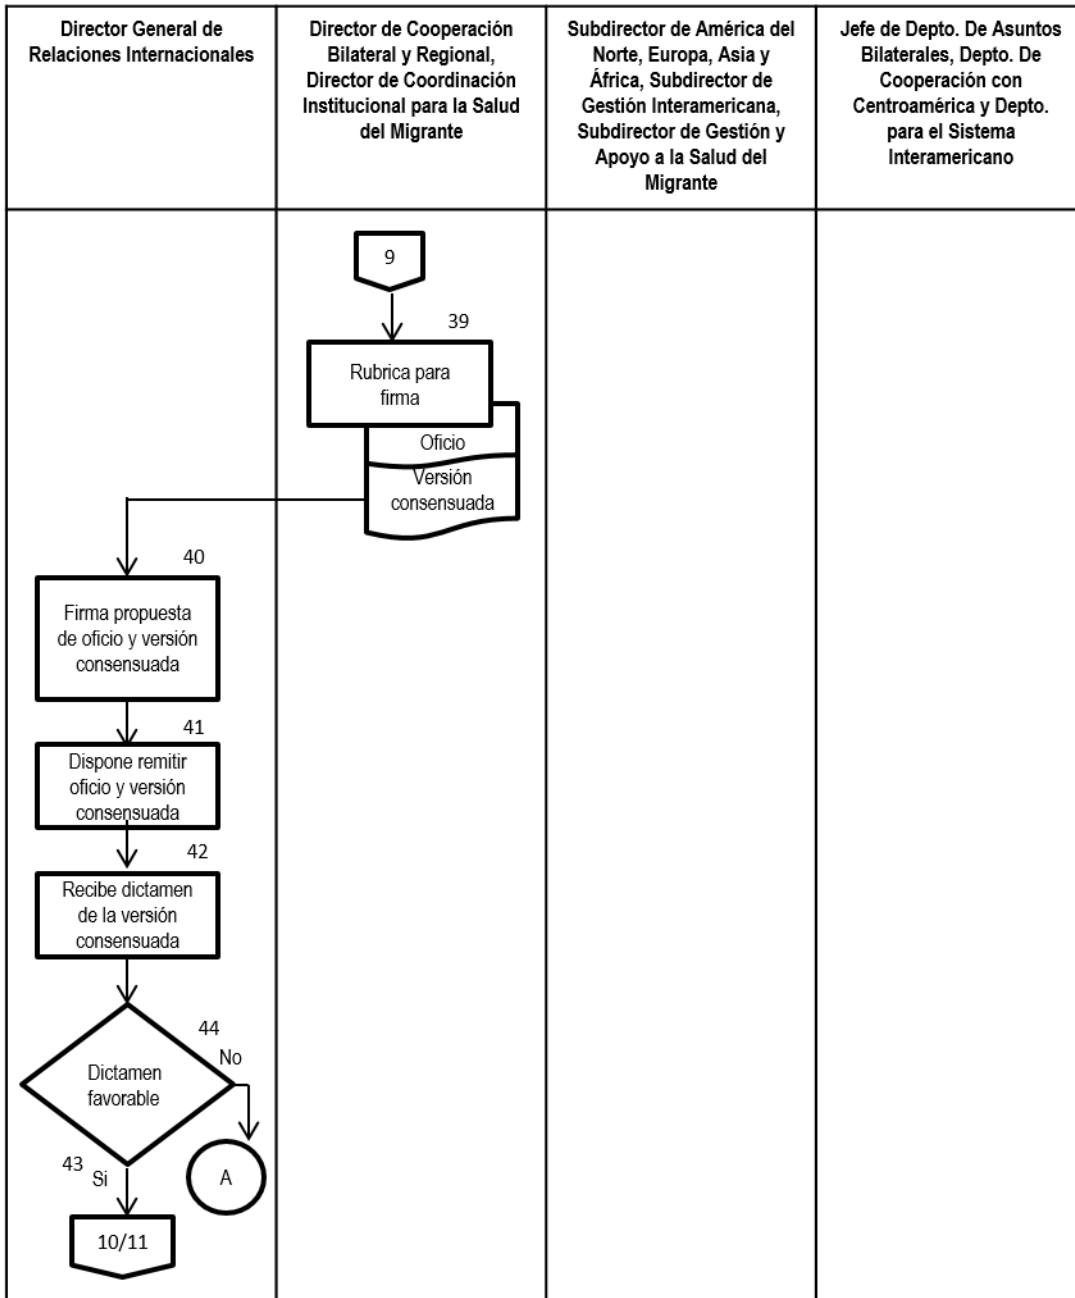 Director General de
Relaciones Internacionales
Director de Cooperación
Bilateral y Regional,
Director de Coordinación
Institucional para la Salud
del Migrante
Subdirector de América del
Norte, Europa, Asia y
África, Subdirector de
Gestión Interamericana,
Subdirector de Gestión y
Apoyo a la Salud del
Migrante
Jefe de Depto. De Asuntos
Bilaterales, Depto. De
Cooperación con
Centroamérica y Depto.
para el Sistema
Interamericano
9
39
Rubrica para
firma
Oficio
Versión
consensuada
40
Firma propuesta
de oficio y versión
consensuada
41
Dispone remitir
oficio y versión
consensuada
42
Recibe dictamen
de la versión
consensuada
44
No
Dictamen
favorable
43
Si
A
10/11